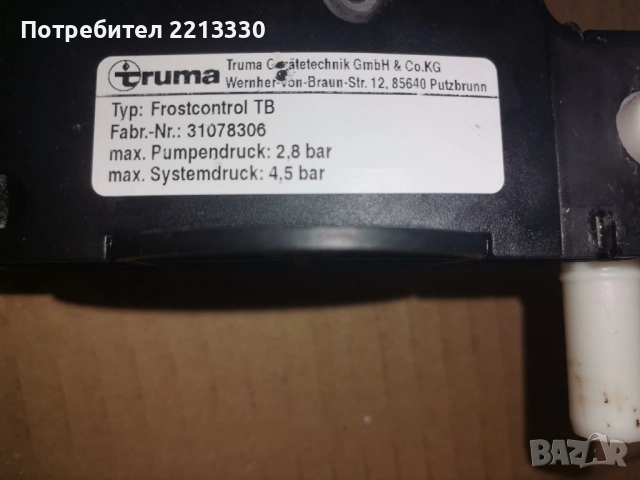 Потребител 2213330
truma
Truma Gerätetechnik GmbH & Co.KG
Wernher-von-Braun-Str. 12, 85640 Putzbrunn
Typ: Frostcontrol TB
Fabr.-Nr.: 31078306
max. Pumpendruck: 2,8 bar
max. Systemdruck: 4,5 bar
BAZAR